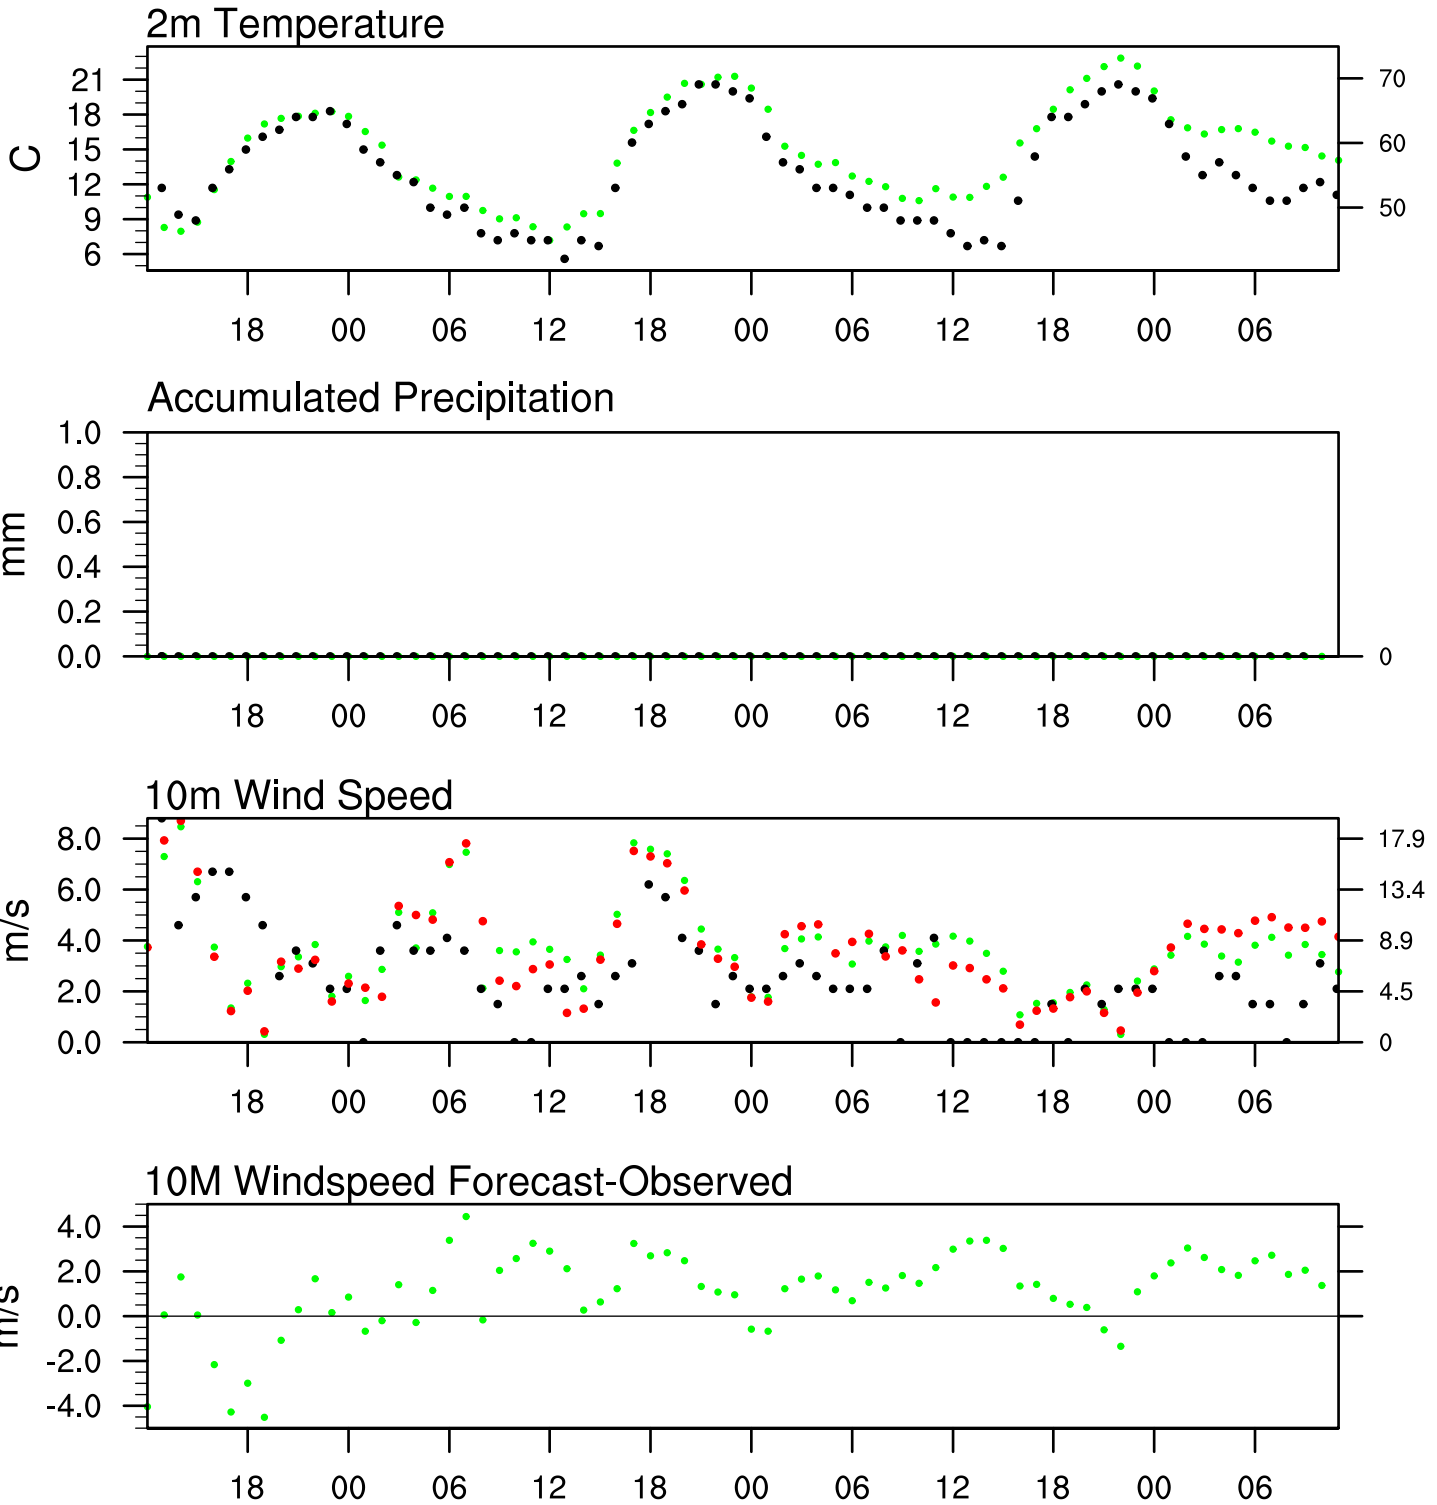 2m Temperature
21
18
15
12
9
6
C
70
60
50
18 00 06 12 18 00 06 12 18 00 06
Accumulated Precipitation
1.0
0.8
0.6
0.4
0.2
0.0
mm
0
18 00 06 12 18 00 06 12 18 00 06
10m Wind Speed
8.0
6.0
4.0
2.0
0.0
m/s
17.9
13.4
8.9
4.5
0
18 00 06 12 18 00 06 12 18 00 06
10M Windspeed Forecast-Observed
4.0
2.0
0.0
-2.0
-4.0
m/s
18 00 06 12 18 00 06 12 18 00 06